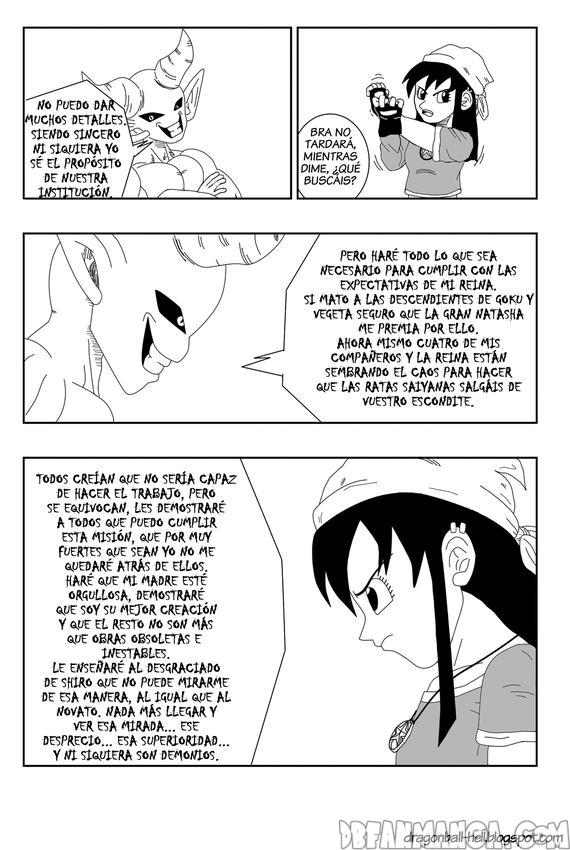 BRA NO
TARDARÁ,
MIENTRAS
DIME, ¿QUÉ
BUSCÁIS?
NO PUEDO DAR
MUCHOS DETALLES.
SIENDO SINCERO
NI SIQUIERA YO
SÉ EL PROPÓSITO
DE NUESTRA
INSTITUCIÓN.
PERO HARÉ TODO LO QUE SEA
NECESARIO PARA CUMPLIR CON LAS
EXPECTATIVAS DE MI REINA.
SI MATO A LAS DESCENDIENTES DE GOKU Y
VEGETA SEGURO QUE LA GRAN NATASHA
ME PREMIA POR ELLO.
AHORA MISMO CUATRO DE MIS
COMPAÑEROS Y LA REINA ESTÁN
SEMBRANDO EL CAOS PARA HACER
QUE LAS RATAS SAIYANAS SALGÁIS DE
VUESTRO ESCONDITE.
TODOS CREÍAN QUE NO SERÍA CAPAZ
DE HACER EL TRABAJO, PERO
SE EQUIVOCAN, LES DEMOSTRARÉ
A TODOS QUE PUEDO CUMPLIR
ESTA MISIÓN, QUE POR MUY
FUERTES QUE SEAN YO NO ME
QUEDARÉ ATRÁS DE ELLOS.
HARÉ QUE MI MADRE ESTÉ
ORGULLOSA, DEMOSTRARÉ
QUE SOY SU MEJOR CREACIÓN
Y QUE EL RESTO NO SON MÁS
QUE OBRAS OBSOLETAS E
INESTABLES.
LE ENSEÑARÉ AL DESGRACIADO
DE SHIRO QUE NO PUEDE MIRARME
DE ESA MANERA, AL IGUAL QUE AL
NOVATO. NADA MÁS LLEGAR Y
VER ESA MIRADA... ESE
DESPRECIO... ESA SUPERIORIDAD...
Y NI SIQUIERA SON DEMONIOS.
dragonball-hell.blogspot.com
DBFANMANGA.COM